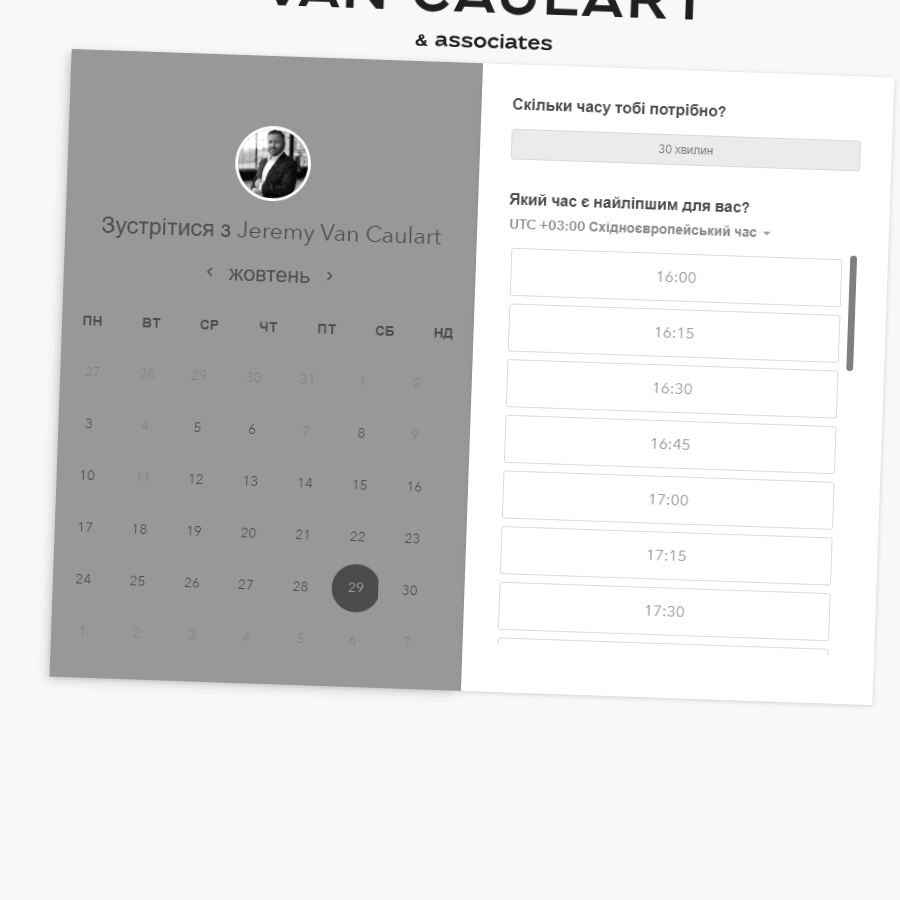 VAN CAULART
& associates
Зустрітися з Jeremy Van Caulart
жовтень
ПН ВТ СР ЧТ ПТ СБ НД
27 28 29 30 31 1 2
3 4 5 6 7 8 9
10 11 12 13 14 15 16
17 18 19 20 21 22 23
24 25 26 27 28 29 30
1 2 3 4 5 6 7
Скільки часу тобі потрібно?
30 хвилин
Який час є найліпшим для вас?
UTC +03:00 Східноєвропейський час
16:00
16:15
16:30
16:45
17:00
17:15
17:30